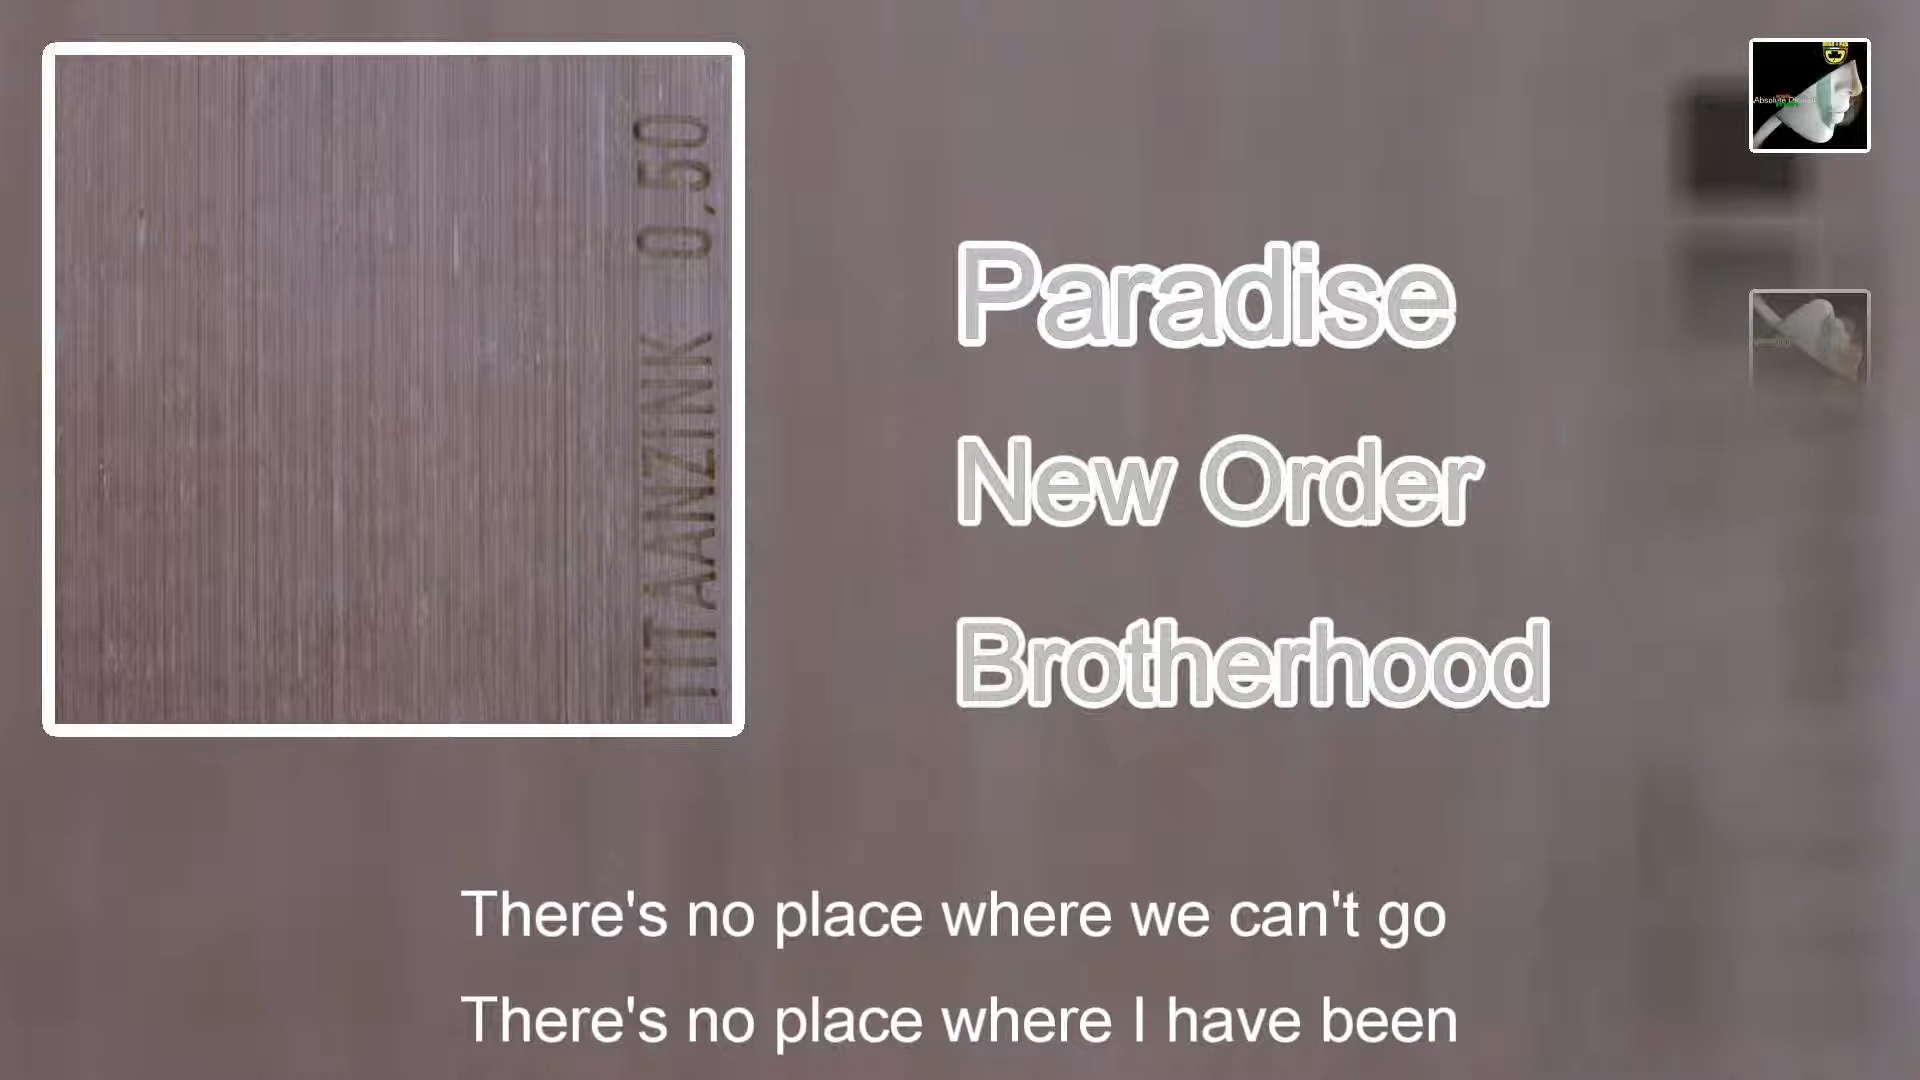 TITAANZINK 0,50
Paradise
New Order
Brotherhood
There's no place where we can't go
There's no place where I have been